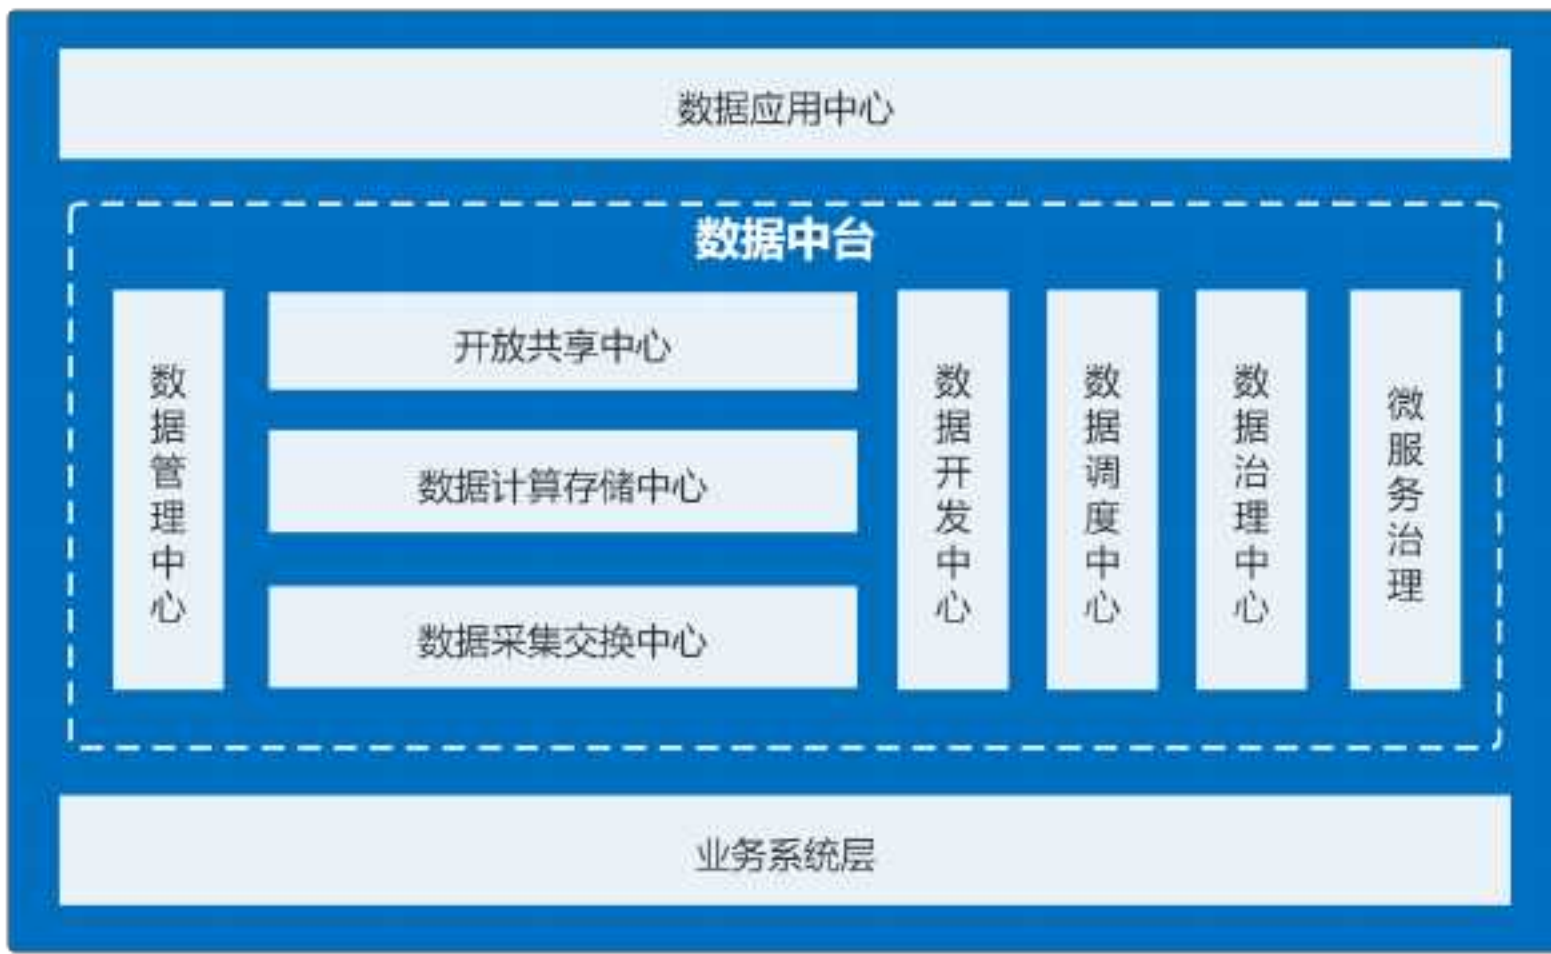 数据应用中心
数据中台
数据管理中心
开放共享中心
数据计算存储中心
数据采集交换中心
数据开发中心
数据调度中心
数据治理中心
微服务治理
业务系统层